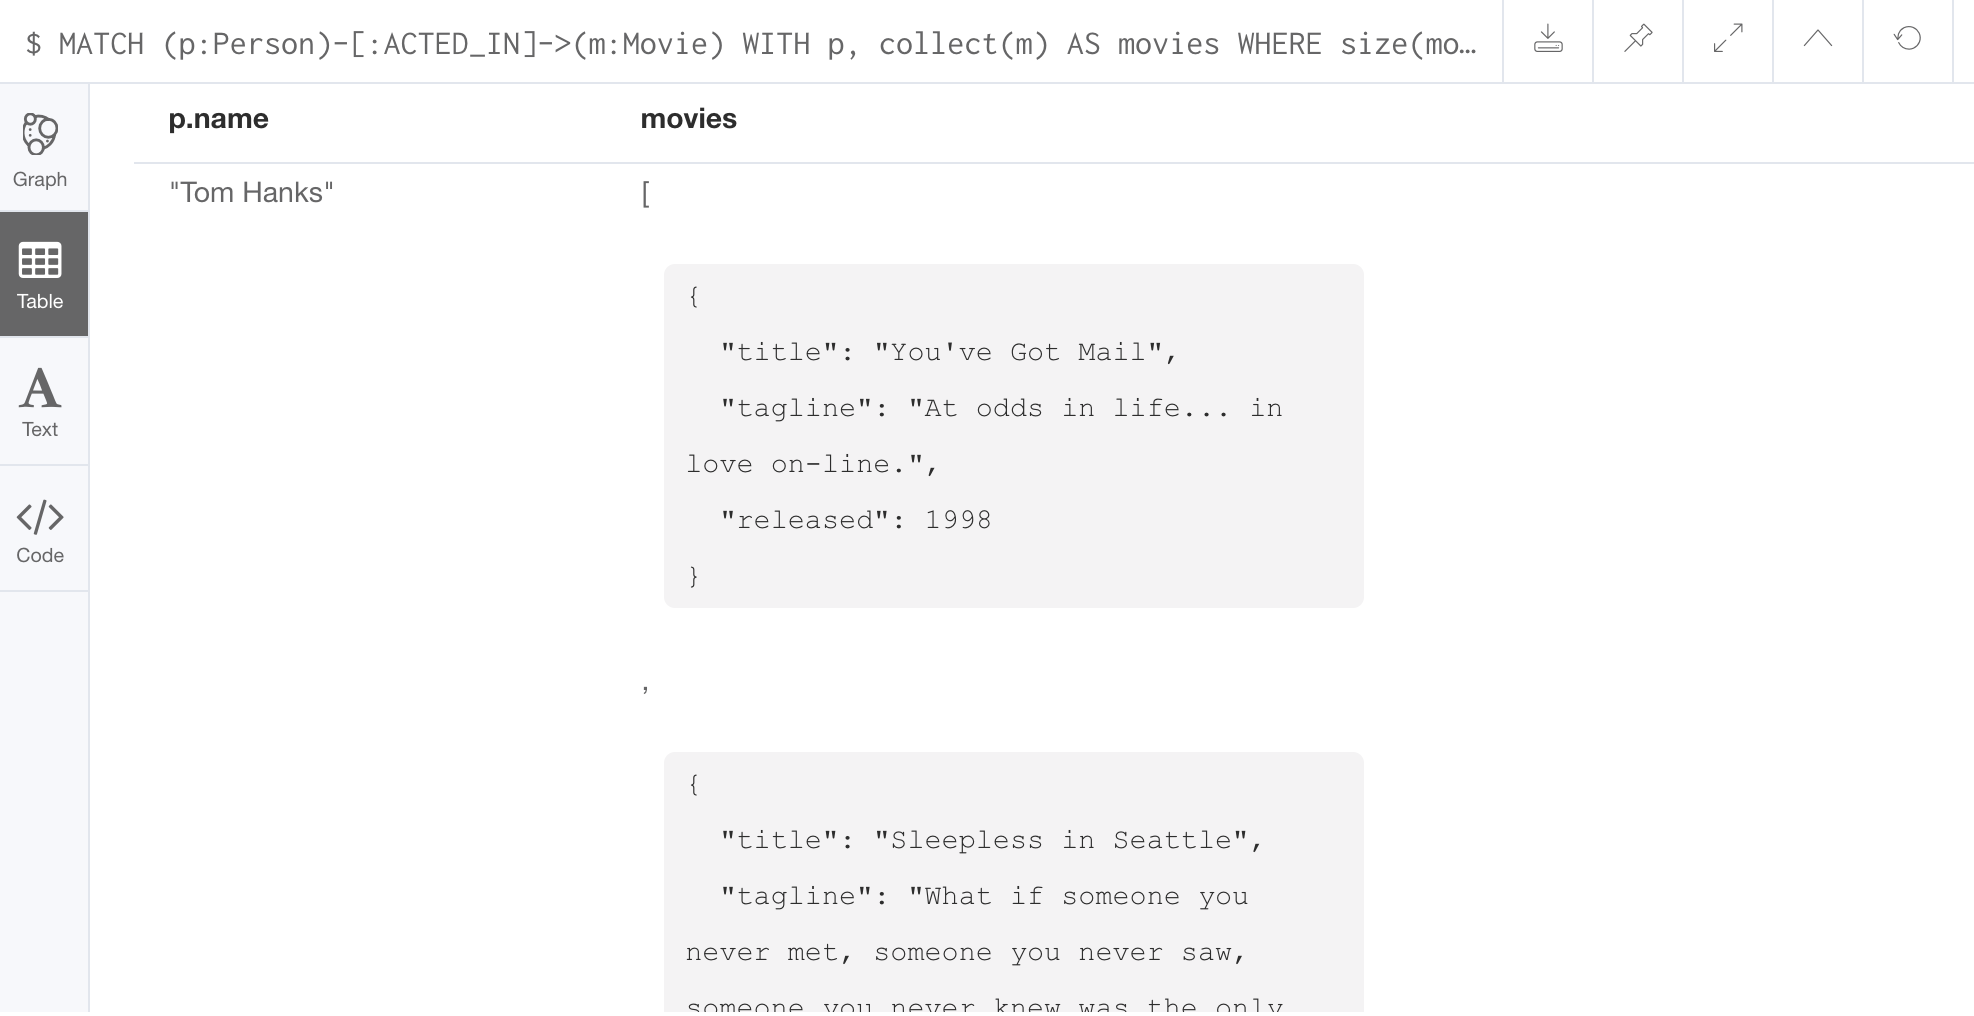 $ MATCH (p:Person)-[:ACTED_IN]->(m:Movie) WITH p, collect(m) AS movies WHERE size(mo…
Graph
Table
Text
Code
p.name movies
"Tom Hanks" [
{
"title": "You've Got Mail",
"tagline": "At odds in life... in
love on-line.",
"released": 1998
}
,
{
"title": "Sleepless in Seattle",
"tagline": "What if someone you
never met, someone you never saw,
someone you never knew was the only